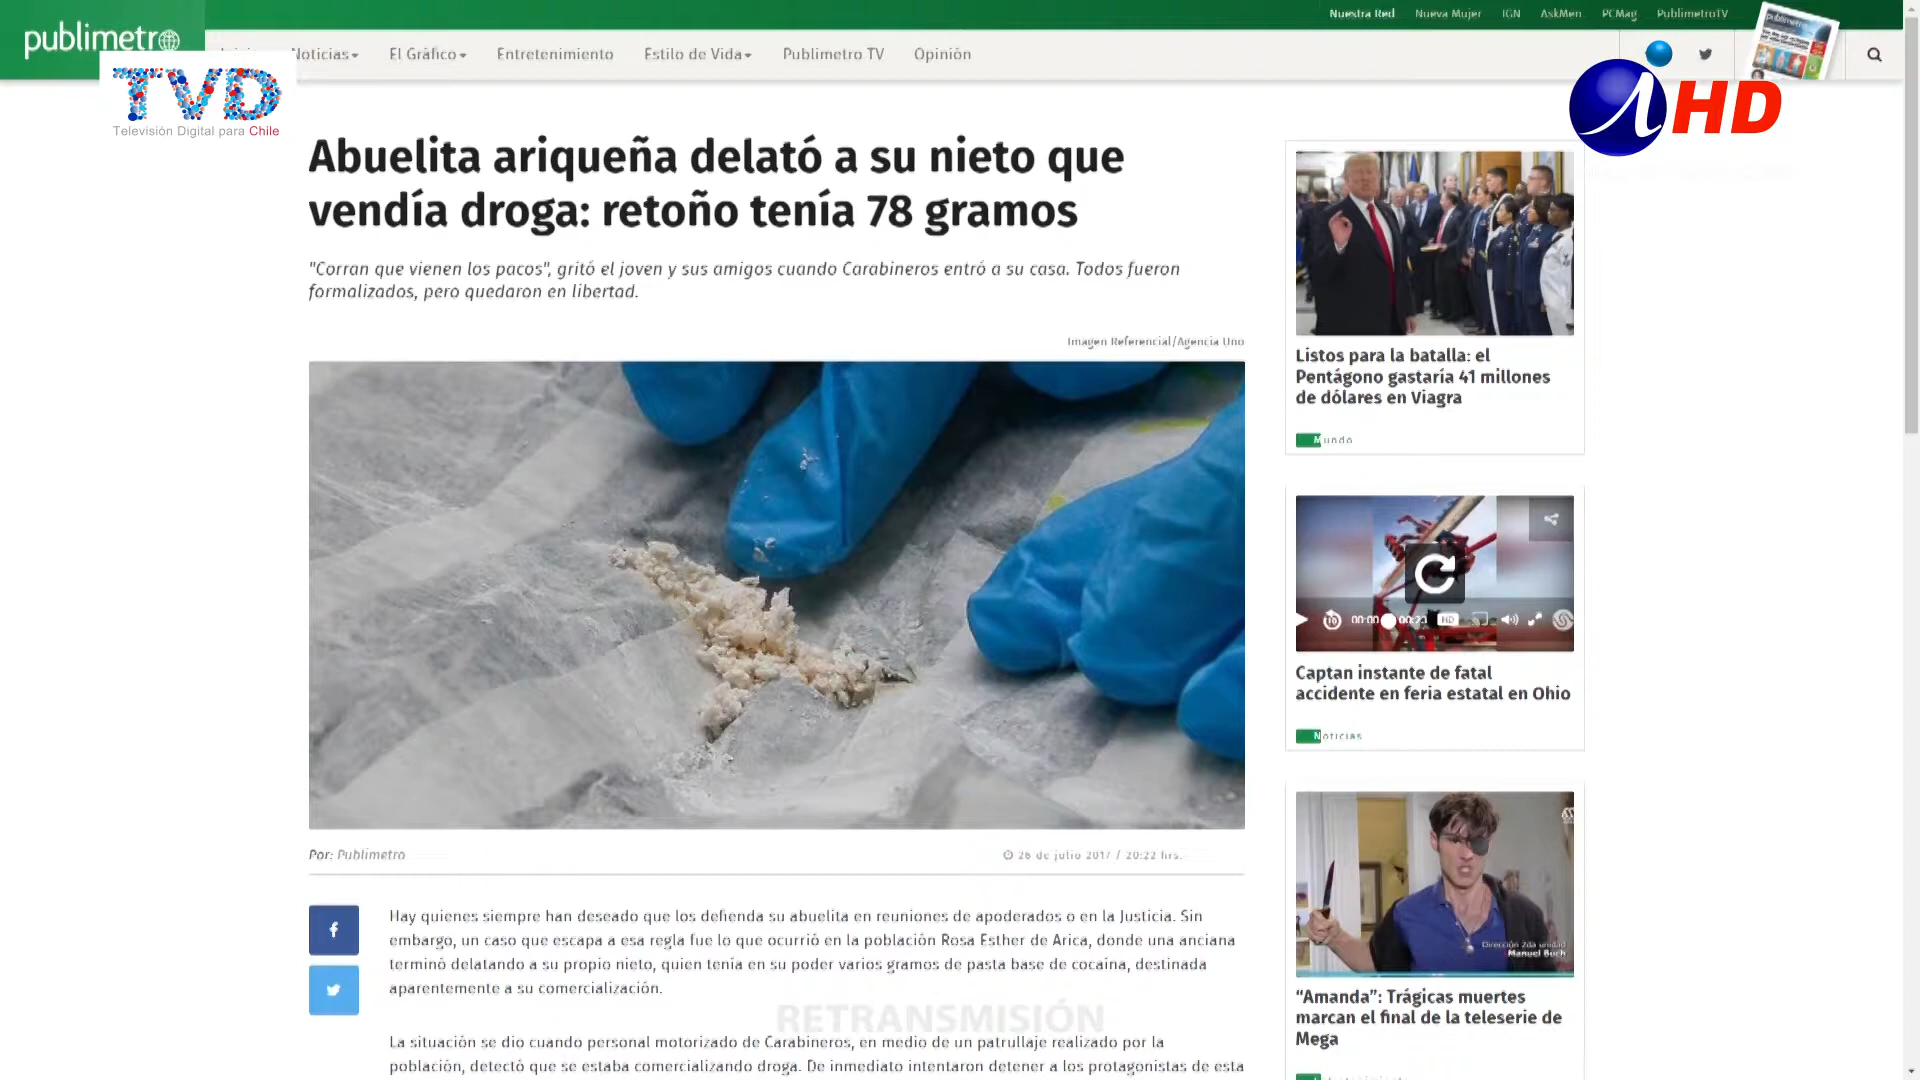 Nuestra Red Nueva Mujer IGN AskMen PCMag PublimetroTV
publimetro
Noticias El Gráfico Entretenimiento Estilo de Vida Publimetro TV Opinión
TVD
Televisión Digital para Chile
HD
Abuelita ariqueña delató a su nieto que
vendía droga: retoño tenía 78 gramos
"Corran que vienen los pacos", gritó el joven y sus amigos cuando Carabineros entró a su casa. Todos fueron
formalizados, pero quedaron en libertad.
Imagen Referencial/Agencia Uno
Por: Publimetro
26 de julio 2017 / 20:22 hrs.
Hay quienes siempre han deseado que los defienda su abuelita en reuniones de apoderados o en la Justicia. Sin
embargo, un caso que escapa a esa regla fue lo que ocurrió en la población Rosa Esther de Arica, donde una anciana
terminó delatando a su propio nieto, quien tenía en su poder varios gramos de pasta base de cocaína, destinada
aparentemente a su comercialización.
RETRANSMISIÓN
La situación se dio cuando personal motorizado de Carabineros, en medio de un patrullaje realizado por la
población, detectó que se estaba comercializando droga. De inmediato intentaron detener a los protagonistas de esta
Listos para la batalla: el
Pentágono gastaría 41 millones
de dólares en Viagra
Mundo
00:00 00:23 HD
Captan instante de fatal
accidente en feria estatal en Ohio
Noticias
Dirección 2da unidad
Manuel Buch
“Amanda”: Trágicas muertes
marcan el final de la teleserie de
Mega